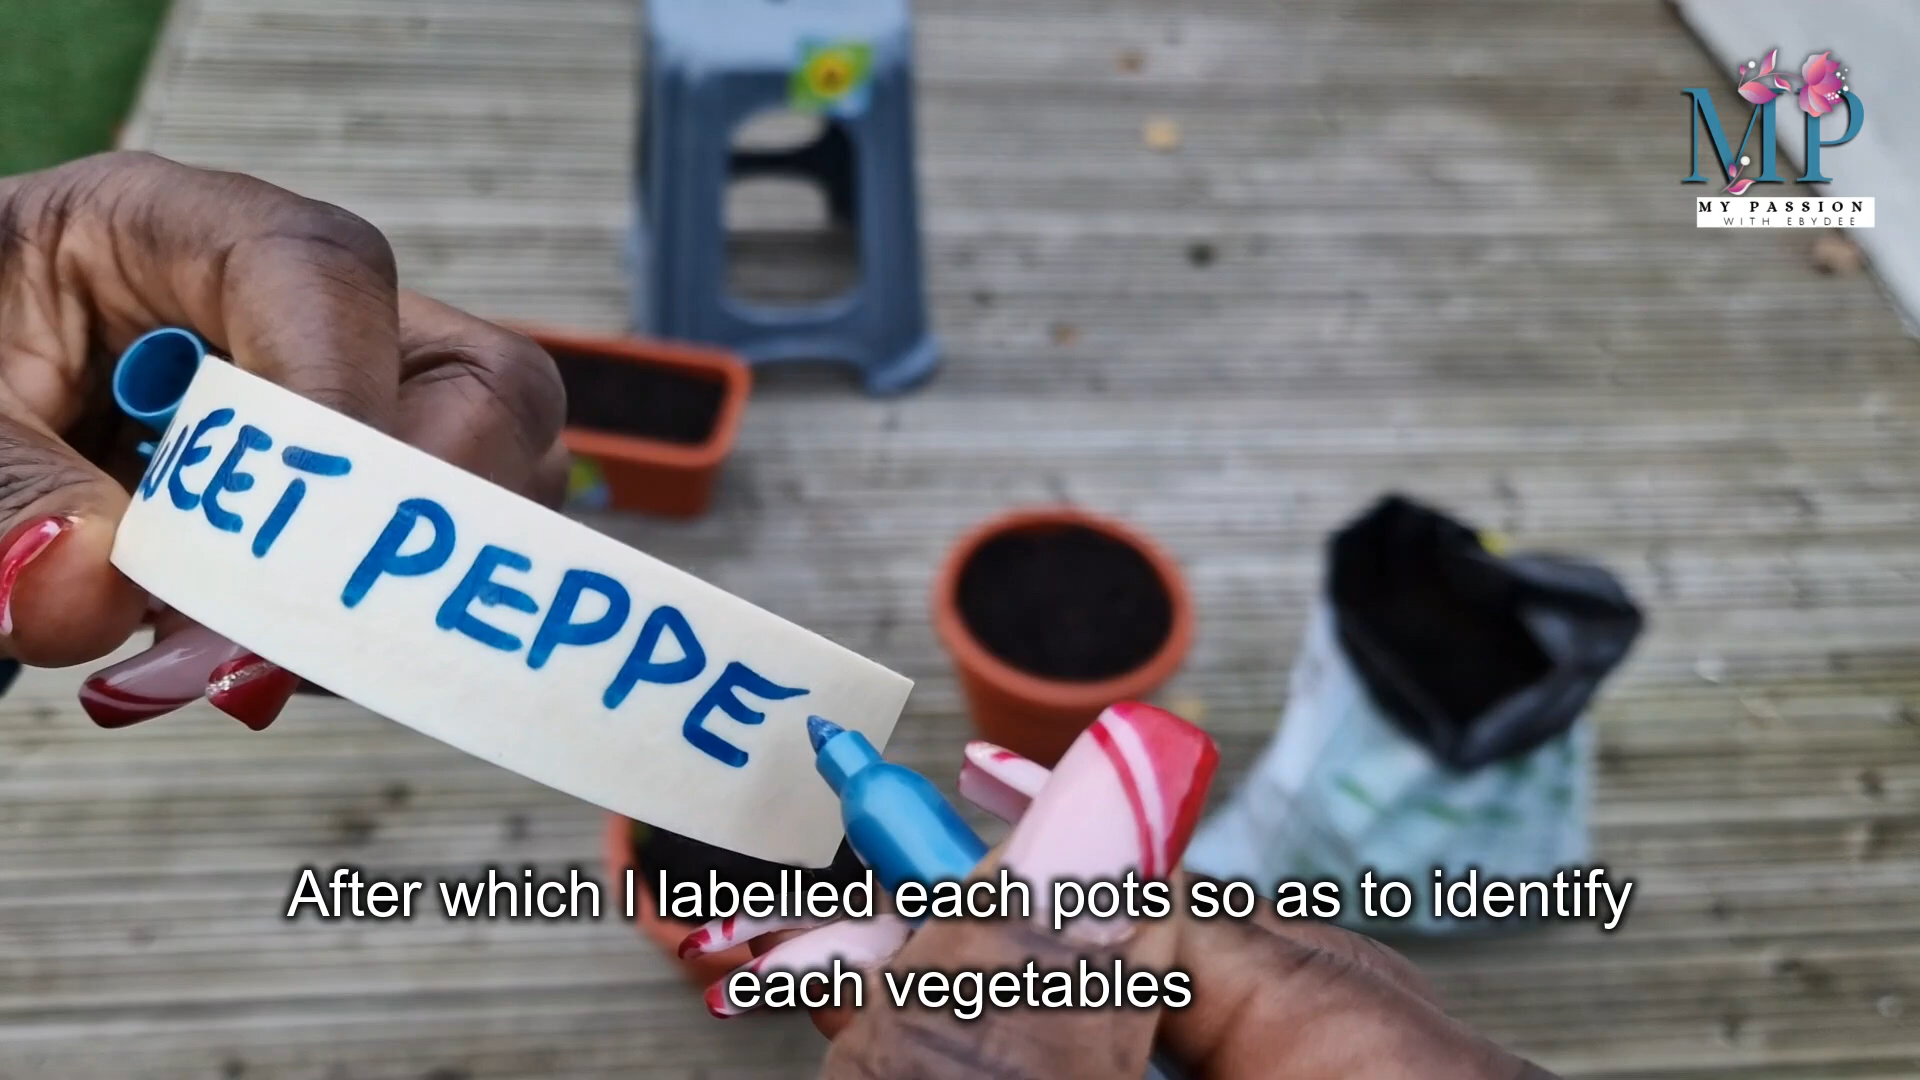 MP
MY PASSION
WITH EBYDEE
WEET PEPPE
After which I labelled each pots so as to identify
each vegetables